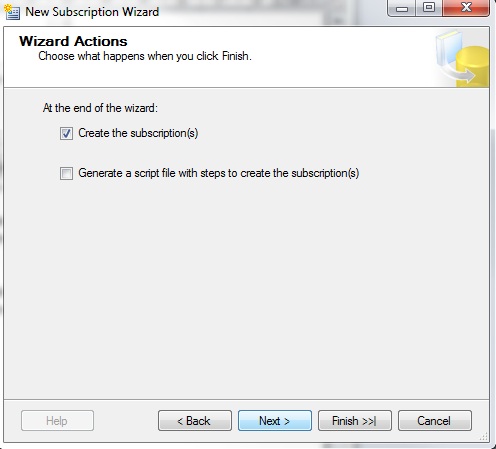 New Subscription Wizard
Wizard Actions
Choose what happens when you click Finish.
At the end of the wizard:
Create the subscription(s)
Generate a script file with steps to create the subscription(s)
Help
< Back
Next >
Finish >>|
Cancel